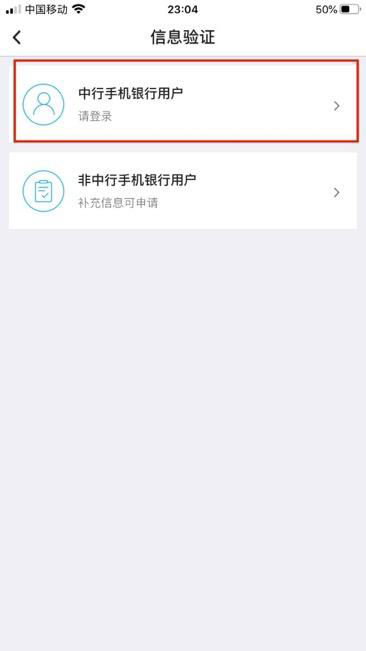 中国移动 23:04 50%
信息验证
中行手机银行用户
请登录
非中行手机银行用户
补充信息可申请